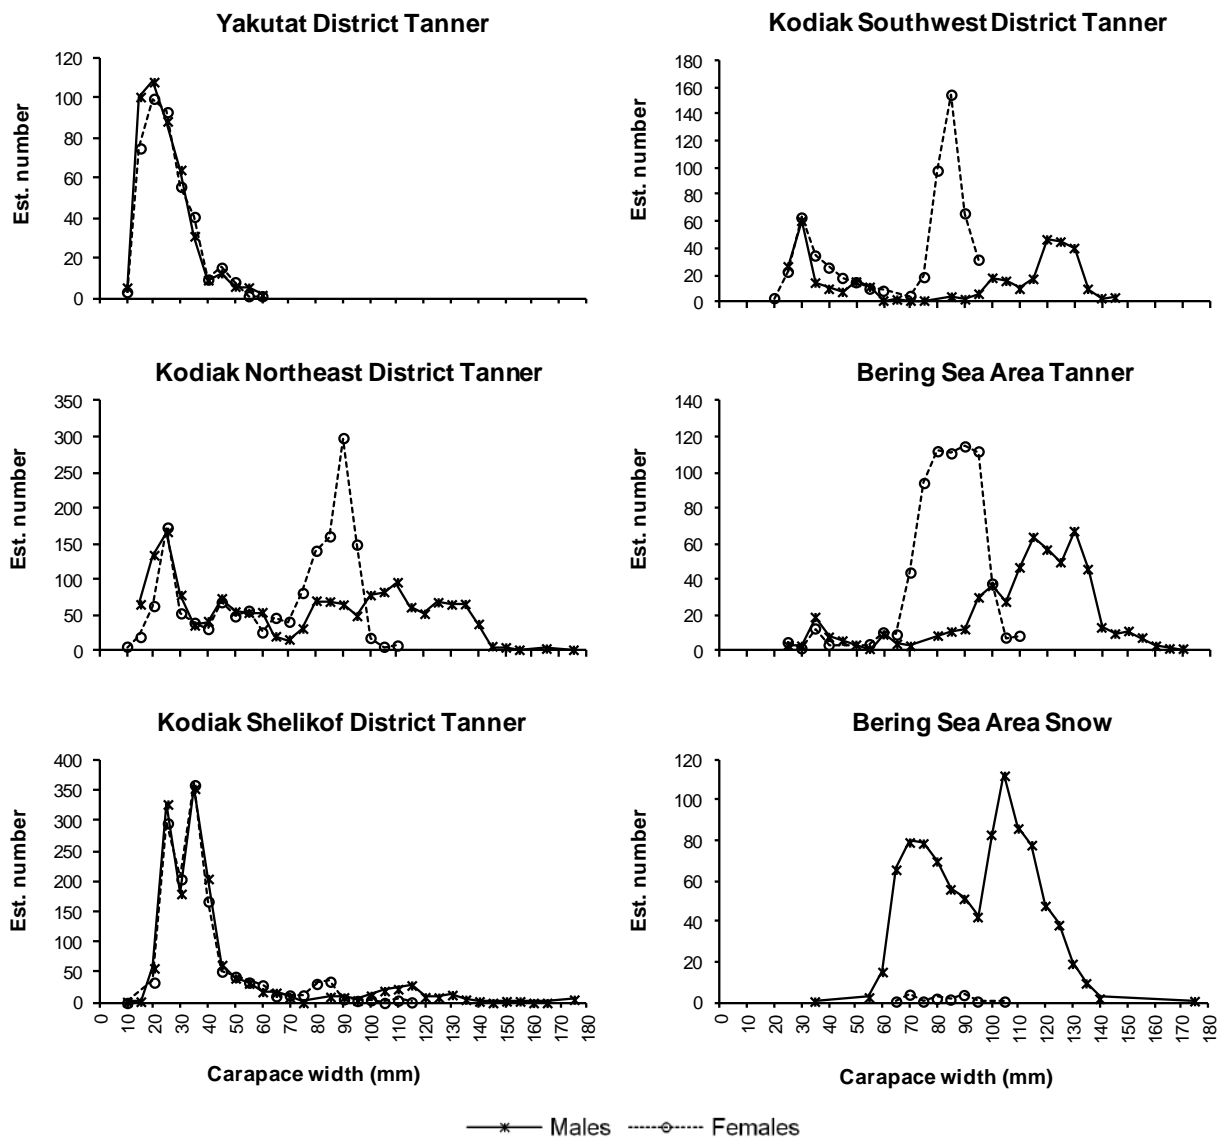 Yakutat District Tanner
Est. number
120
100
80
60
40
20
0
Kodiak Southwest District Tanner
Est. number
180
160
140
120
100
80
60
40
20
0
Kodiak Northeast District Tanner
Est. number
350
300
250
200
150
100
50
0
Bering Sea Area Tanner
Est. number
140
120
100
80
60
40
20
0
Kodiak Shelikof District Tanner
Est. number
400
350
300
250
200
150
100
50
0
0 10 20 30 40 50 60 70 80 90 100 110 120 130 140 150 160 170 180
Carapace width (mm)
Bering Sea Area Snow
Est. number
120
100
80
60
40
20
0
0 10 20 30 40 50 60 70 80 90 100 110 120 130 140 150 160 170 180
Carapace width (mm)
Males Females